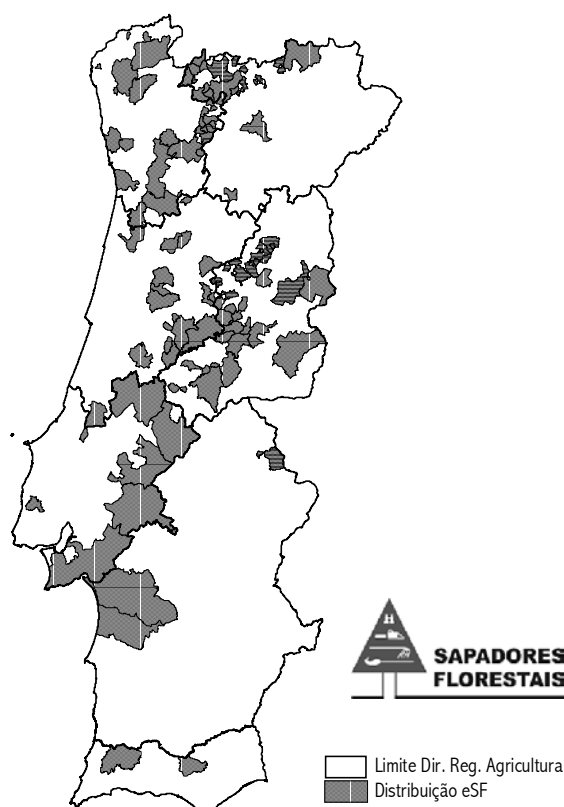 H
SAPADORES
FLORESTAIS
Limite Dir. Reg. Agricultura
Distribuição eSF